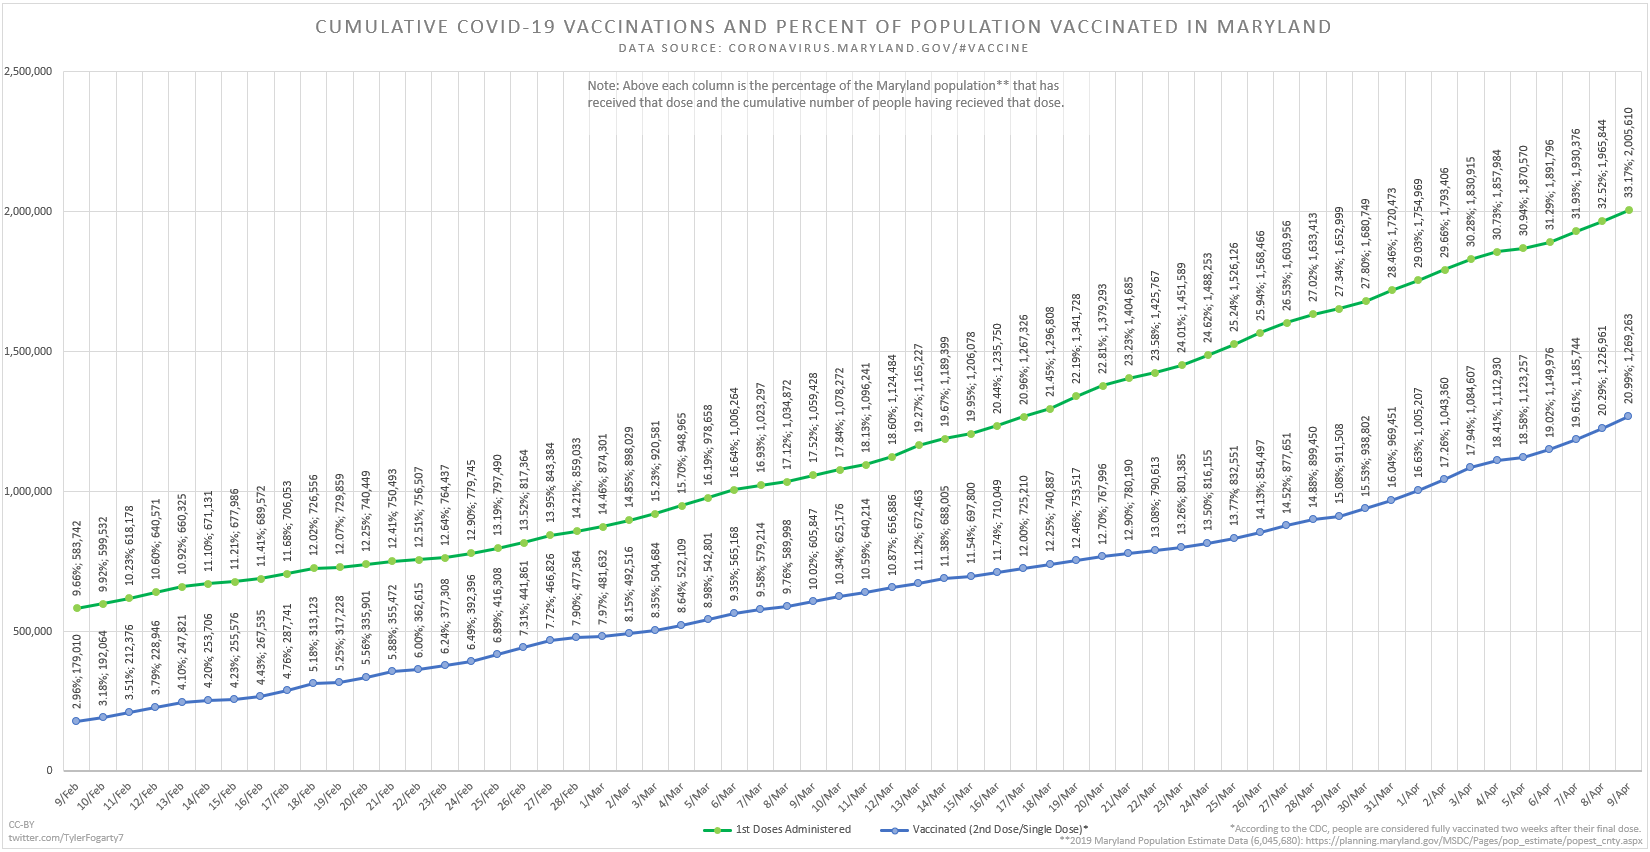 CUMULATIVE COVID-19 VACCINATIONS AND PERCENT OF POPULATION VACCINATED IN MARYLAND
DATA SOURCE: CORONAVIRUS.MARYLAND.GOV/#VACCINE
Note: Above each column is the percentage of the Maryland population** that has
received that dose and the cumulative number of people having recieved that dose.
2,500,000
2,000,000
1,500,000
1,000,000
500,000
0
9.66%; 583,742
9.92%; 599,532
10.23%; 618,178
10.60%; 640,571
10.92%; 660,325
11.10%; 671,131
11.21%; 677,986
11.41%; 689,572
11.68%; 706,053
12.02%; 726,556
12.07%; 729,859
12.25%; 740,449
12.41%; 750,493
12.51%; 756,507
12.64%; 764,437
12.90%; 779,745
13.19%; 797,490
13.52%; 817,364
13.95%; 843,384
14.21%; 859,033
14.46%; 874,301
14.85%; 898,029
15.23%; 920,581
15.70%; 948,965
16.19%; 978,658
16.64%; 1,006,264
16.93%; 1,023,297
17.12%; 1,034,872
17.52%; 1,059,428
17.84%; 1,078,272
18.13%; 1,096,241
18.60%; 1,124,484
19.27%; 1,165,227
19.67%; 1,189,399
19.95%; 1,206,078
20.44%; 1,235,750
20.96%; 1,267,326
21.45%; 1,296,808
22.19%; 1,341,728
22.81%; 1,379,293
23.23%; 1,404,685
23.58%; 1,425,767
24.01%; 1,451,589
24.62%; 1,488,253
25.24%; 1,526,126
25.94%; 1,568,466
26.53%; 1,603,956
27.02%; 1,633,413
27.34%; 1,652,999
27.80%; 1,680,749
28.46%; 1,720,473
29.03%; 1,754,969
29.66%; 1,793,406
30.28%; 1,830,915
30.73%; 1,857,984
30.94%; 1,870,570
31.29%; 1,891,796
31.93%; 1,930,376
32.52%; 1,965,844
33.17%; 2,005,610
2.96%; 179,010
3.18%; 192,064
3.51%; 212,376
3.79%; 228,946
4.10%; 247,821
4.20%; 253,706
4.23%; 255,576
4.43%; 267,535
4.76%; 287,741
5.18%; 313,123
5.25%; 317,228
5.56%; 335,901
5.88%; 355,472
6.00%; 362,615
6.24%; 377,308
6.49%; 392,396
6.89%; 416,308
7.31%; 441,861
7.72%; 466,826
7.90%; 477,364
7.97%; 481,632
8.15%; 492,516
8.35%; 504,684
8.64%; 522,109
8.98%; 542,801
9.35%; 565,168
9.58%; 579,214
9.76%; 589,998
10.02%; 605,847
10.34%; 625,176
10.59%; 640,214
10.87%; 656,886
11.12%; 672,463
11.38%; 688,005
11.54%; 697,800
11.74%; 710,049
12.00%; 725,210
12.25%; 740,887
12.46%; 753,517
12.70%; 767,996
12.90%; 780,190
13.08%; 790,613
13.26%; 801,385
13.50%; 816,155
13.77%; 832,551
14.13%; 854,497
14.52%; 877,651
14.88%; 899,450
15.08%; 911,508
15.53%; 938,802
16.04%; 969,451
16.63%; 1,005,207
17.26%; 1,043,360
17.94%; 1,084,607
18.41%; 1,112,930
18.58%; 1,123,257
19.02%; 1,149,976
19.61%; 1,185,744
20.29%; 1,226,961
20.99%; 1,269,263
9/Feb
10/Feb
11/Feb
12/Feb
13/Feb
14/Feb
15/Feb
16/Feb
17/Feb
18/Feb
19/Feb
20/Feb
21/Feb
22/Feb
23/Feb
24/Feb
25/Feb
26/Feb
27/Feb
28/Feb
1/Mar
2/Mar
3/Mar
4/Mar
5/Mar
6/Mar
7/Mar
8/Mar
9/Mar
10/Mar
11/Mar
12/Mar
13/Mar
14/Mar
15/Mar
16/Mar
17/Mar
18/Mar
19/Mar
20/Mar
21/Mar
22/Mar
23/Mar
24/Mar
25/Mar
26/Mar
27/Mar
28/Mar
29/Mar
30/Mar
31/Mar
1/Apr
2/Apr
3/Apr
4/Apr
5/Apr
6/Apr
7/Apr
8/Apr
9/Apr
1st Doses Administered
Vaccinated (2nd Dose/Single Dose)*
CC-BY
twitter.com/TylerFogarty7
*According to the CDC, people are considered fully vaccinated two weeks after their final dose.
**2019 Maryland Population Estimate Data (6,045,680): https://planning.maryland.gov/MSDC/Pages/pop_estimate/popest_cnty.aspx